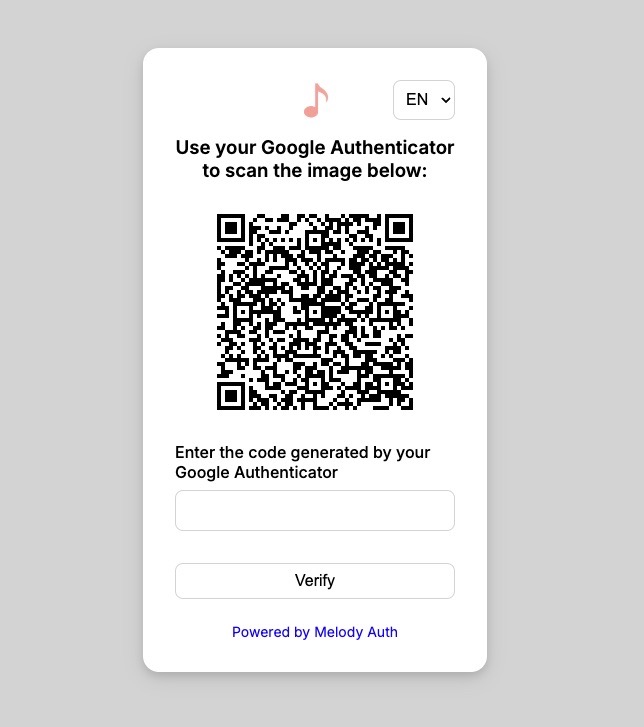 EN
Use your Google Authenticator
to scan the image below:
Enter the code generated by your
Google Authenticator
Verify
Powered by Melody Auth